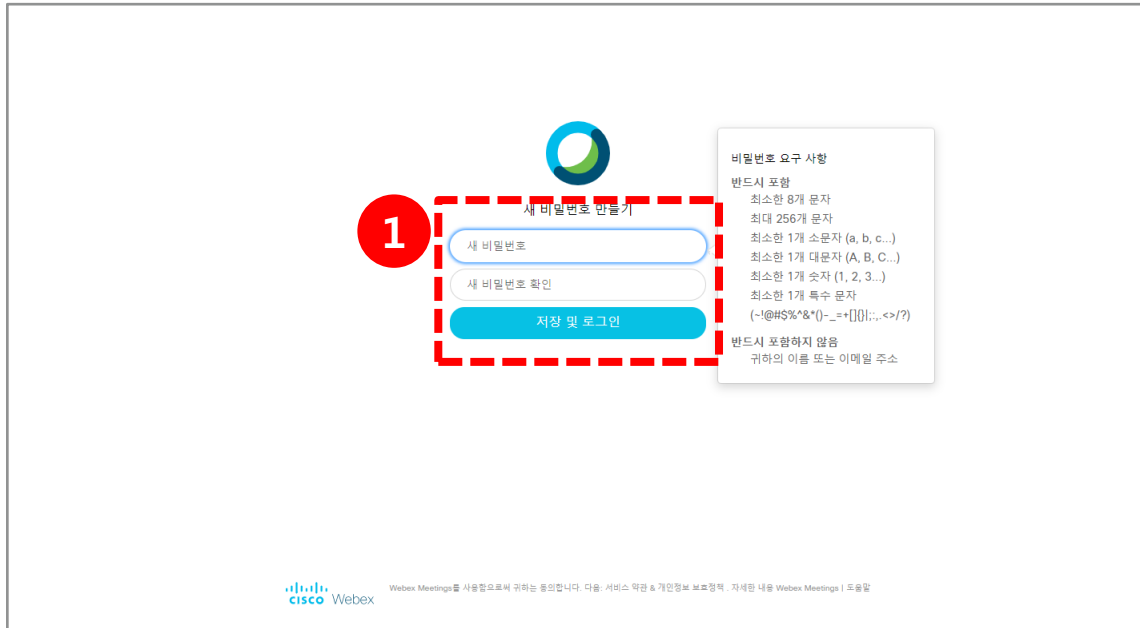 새 비밀번호 만들기
1
새 비밀번호
새 비밀번호 확인
저장 및 로그인
비밀번호 요구 사항
반드시 포함
최소한 8개 문자
최대 256개 문자
최소한 1개 소문자 (a, b, c...)
최소한 1개 대문자 (A, B, C...)
최소한 1개 숫자 (1, 2, 3...)
최소한 1개 특수 문자
(~!@#$%^&*()-_=+[]{}|;:,.<>/?)
반드시 포함하지 않음
귀하의 이름 또는 이메일 주소
CISCO Webex
Webex Meetings를 사용함으로써 귀하는 동의합니다. 다음: 서비스 약관 & 개인정보 보호정책 . 자세한 내용 Webex Meetings | 도움말